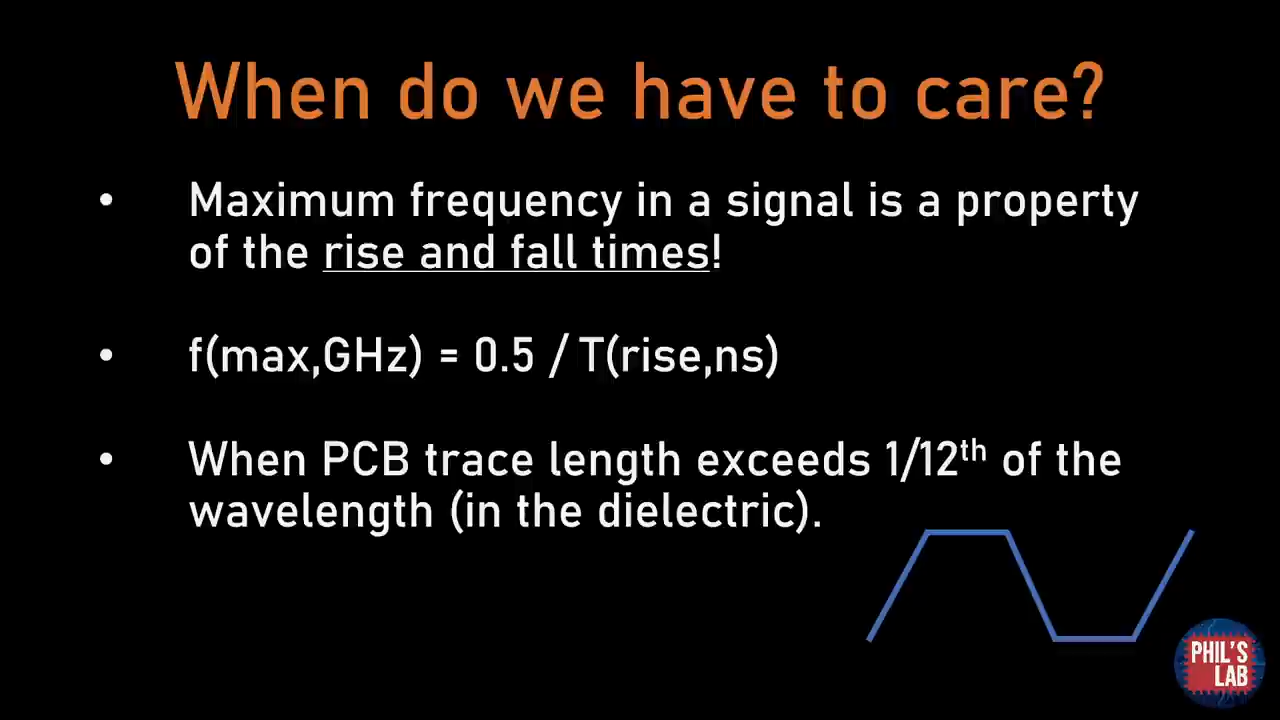 When do we have to care?
• Maximum frequency in a signal is a property
of the rise and fall times!
• f(max,GHz) = 0.5 / T(rise,ns)
• When PCB trace length exceeds 1/12th of the
wavelength (in the dielectric).
PHIL'S
LAB